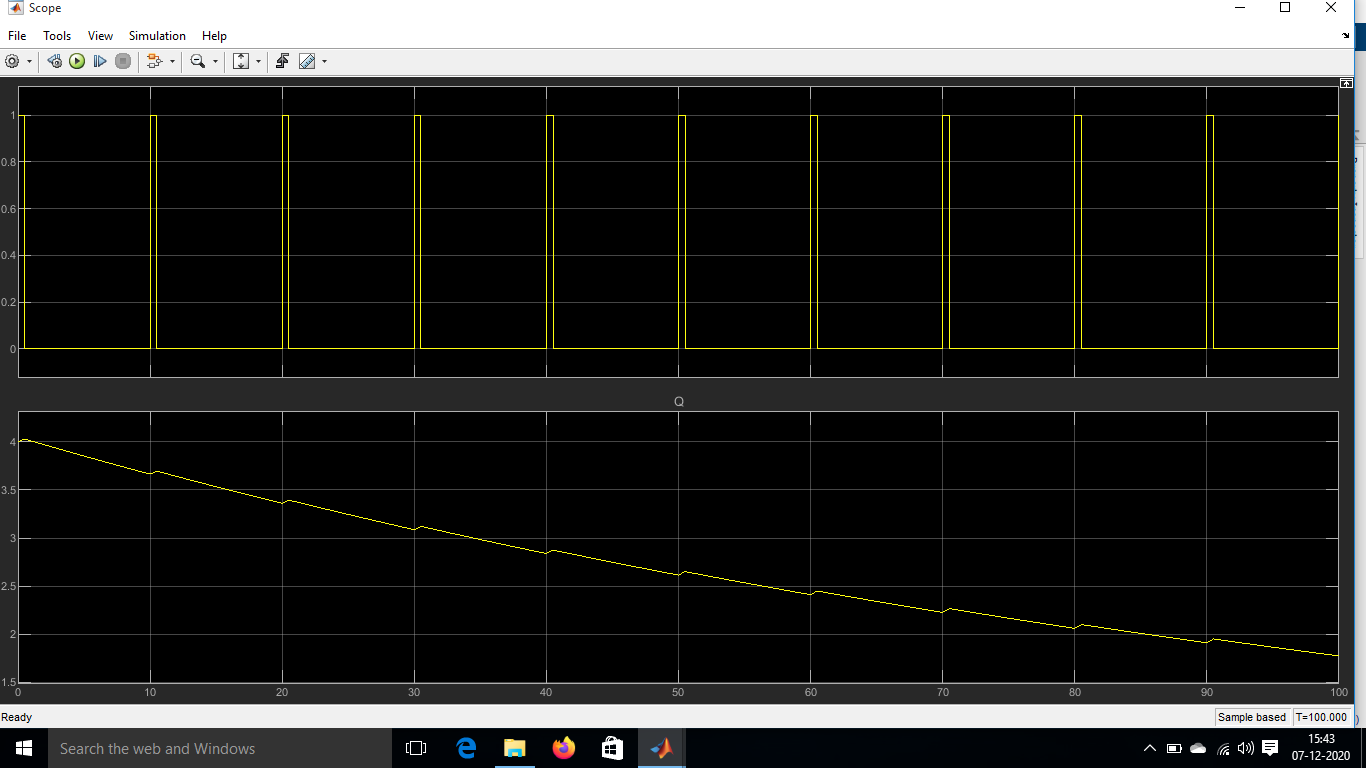 Scope
File Tools View Simulation Help
1
0.8
0.6
0.4
0.2
0
Q
4
3.5
3
2.5
2
1.5
0 10 20 30 40 50 60 70 80 90 100
Ready
Sample based T=100.000
Search the web and Windows
15:43
07-12-2020